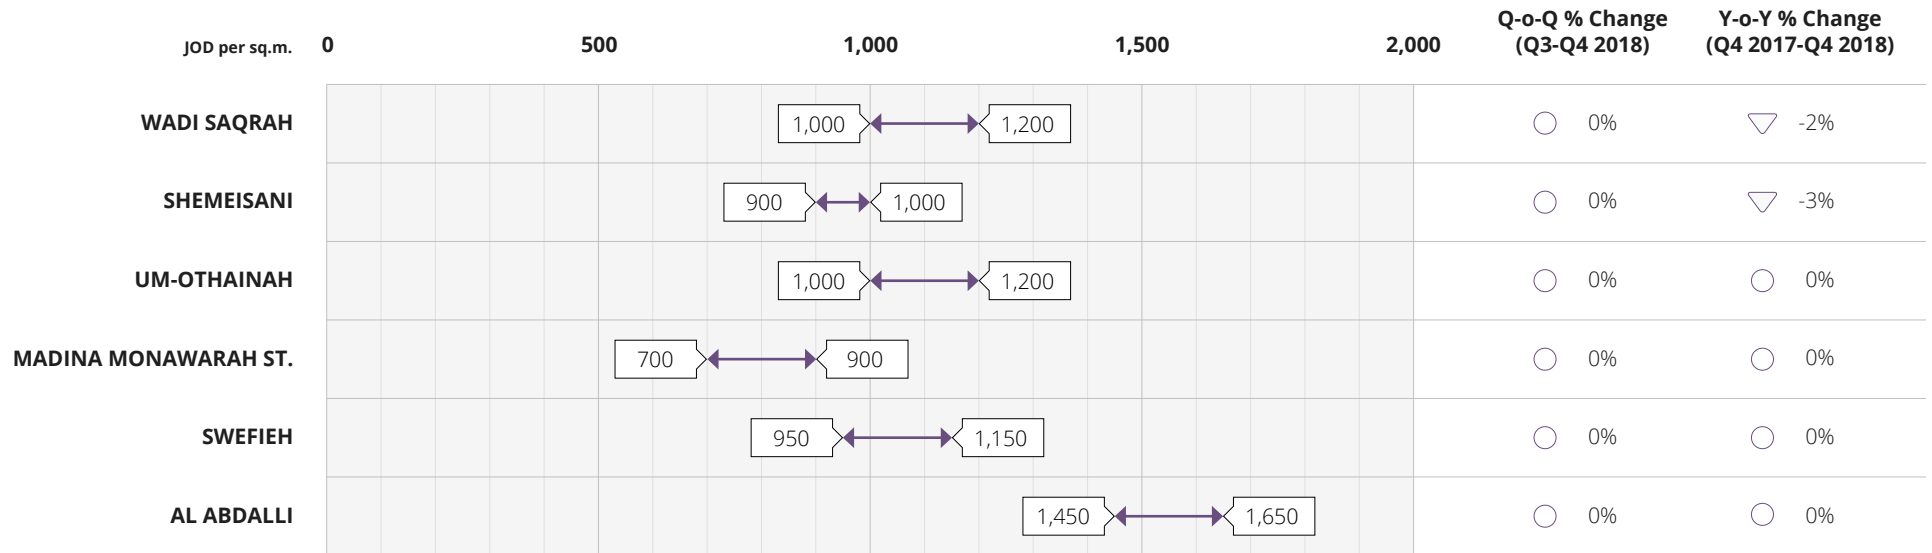 Q-o-Q % Change Y-o-Y % Change
JOD per sq.m. 0 500 1,000 1,500 2,000 (Q3-Q4 2018) (Q4 2017-Q4 2018)
WADI SAQRAH 1,000 1,200 0% -2%
SHEMEISANI 900 1,000 0% -3%
UM-OTHAINAH 1,000 1,200 0% 0%
MADINA MONAWARAH ST. 700 900 0% 0%
SWEFIEH 950 1,150 0% 0%
AL ABDALLI 1,450 1,650 0% 0%